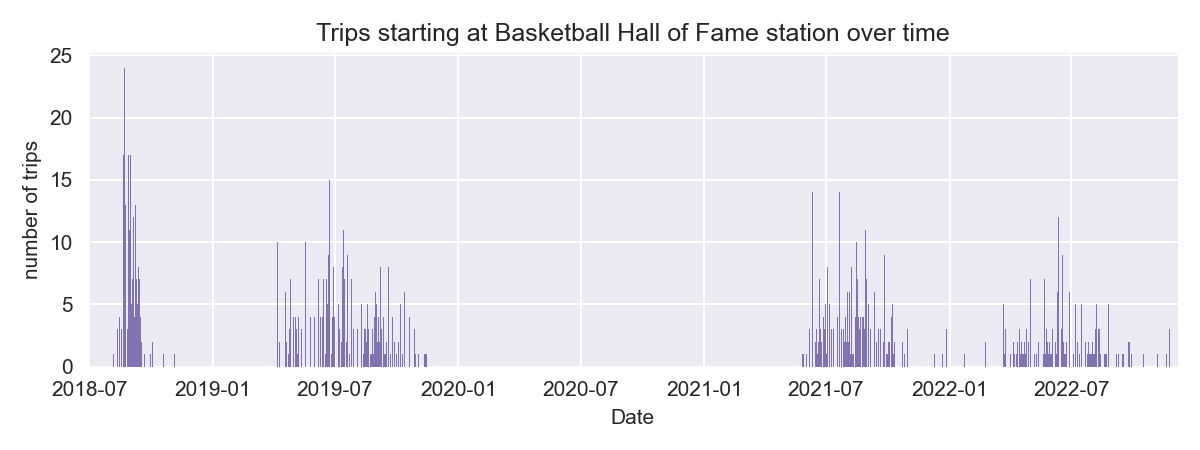 Trips starting at Basketball Hall of Fame station over time
25
20
15
10
5
0
number of trips
2018-07 2019-01 2019-07 2020-01 2020-07 2021-01 2021-07 2022-01 2022-07
Date